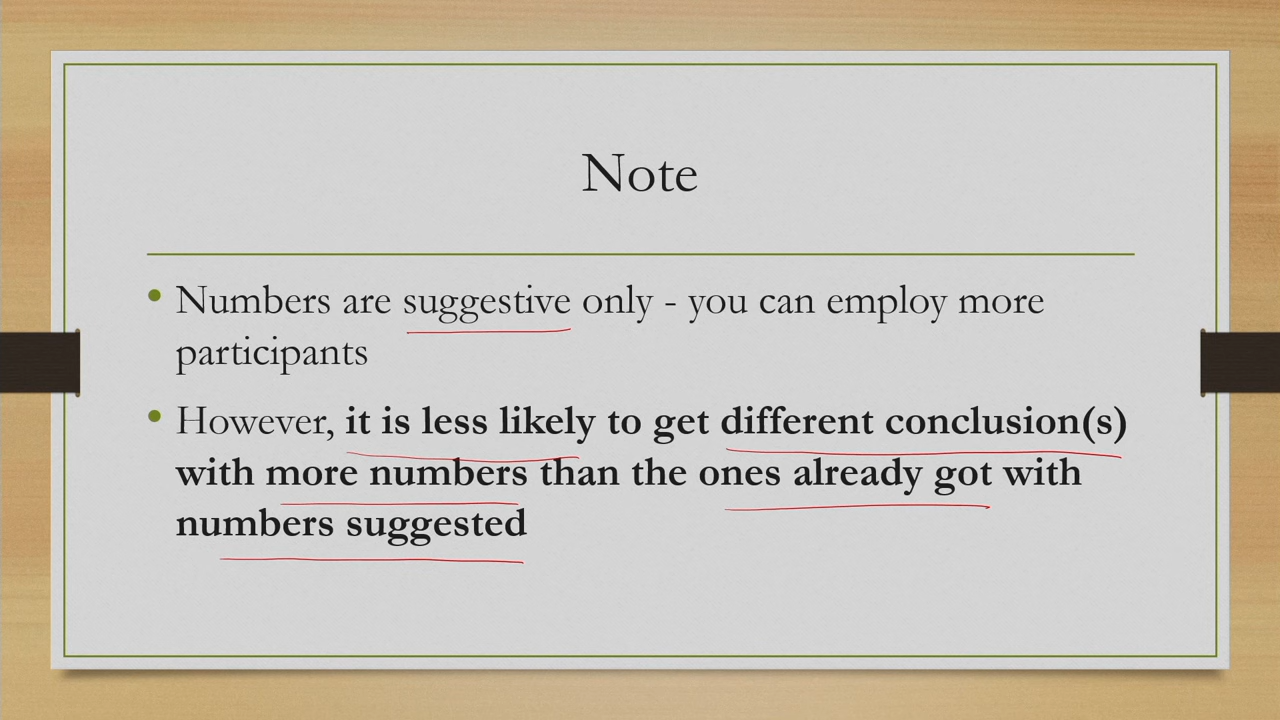 Note
• Numbers are suggestive only - you can employ more
participants
• However, it is less likely to get different conclusion(s)
with more numbers than the ones already got with
numbers suggested